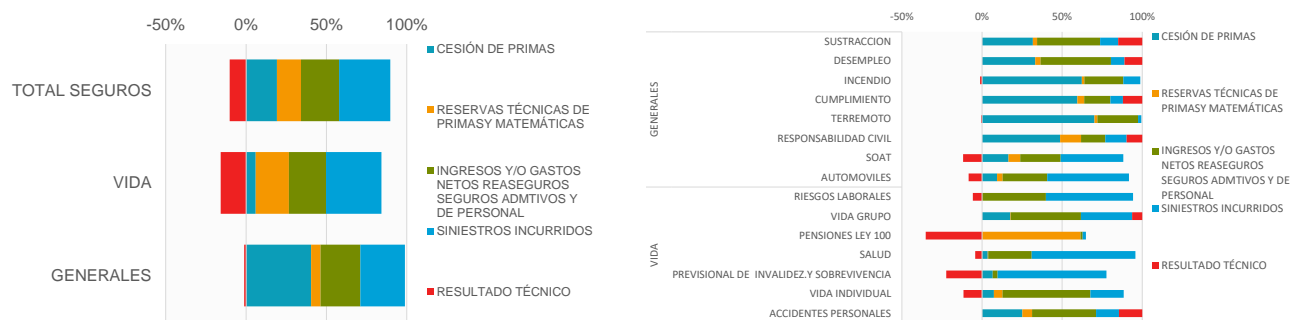 -50% 0% 50% 100%
TOTAL SEGUROS
VIDA
GENERALES
CESIÓN DE PRIMAS
RESERVAS TÉCNICAS DE
PRIMASY MATEMÁTICAS
INGRESOS Y/O GASTOS
NETOS REASEGUROS
SEGUROS ADMTIVOS Y
DE PERSONAL
SINIESTROS INCURRIDOS
RESULTADO TÉCNICO
-50% 0% 50% 100%
GENERALES
SUSTRACCION
DESEMPLEO
INCENDIO
CUMPLIMIENTO
TERREMOTO
RESPONSABILIDAD CIVIL
SOAT
AUTOMOVILES
VIDA
RIESGOS LABORALES
VIDA GRUPO
PENSIONES LEY 100
SALUD
PREVISIONAL DE INVALIDEZ.Y SOBREVIVENCIA
VIDA INDIVIDUAL
ACCIDENTES PERSONALES
CESIÓN DE PRIMAS
RESERVAS TÉCNICAS DE
PRIMASY MATEMÁTICAS
INGRESOS Y/O GASTOS
NETOS REASEGUROS
SEGUROS ADMTIVOS Y DE
PERSONAL
SINIESTROS INCURRIDOS
RESULTADO TÉCNICO